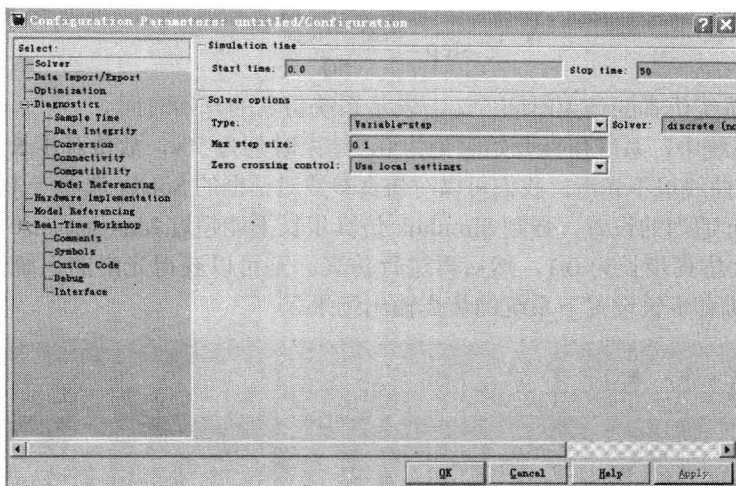 Configuration Parameters: untitled/Configuration
Select:
Solver
Data Import/Export
Optimization
Diagnostics
Sample Time
Data Integrity
Conversion
Connectivity
Compatibility
Model Referencing
Hardware Implementation
Model Referencing
Real-Time Workshop
Comments
Symbols
Custom Code
Debug
Interface
Simulation time
Start time: 0.0
Stop time: 50
Solver options
Type: Variable-step
Solver: discrete (no
Max step size: 0.1
Zero crossing control: Use local settings
OK Cancel Help Apply